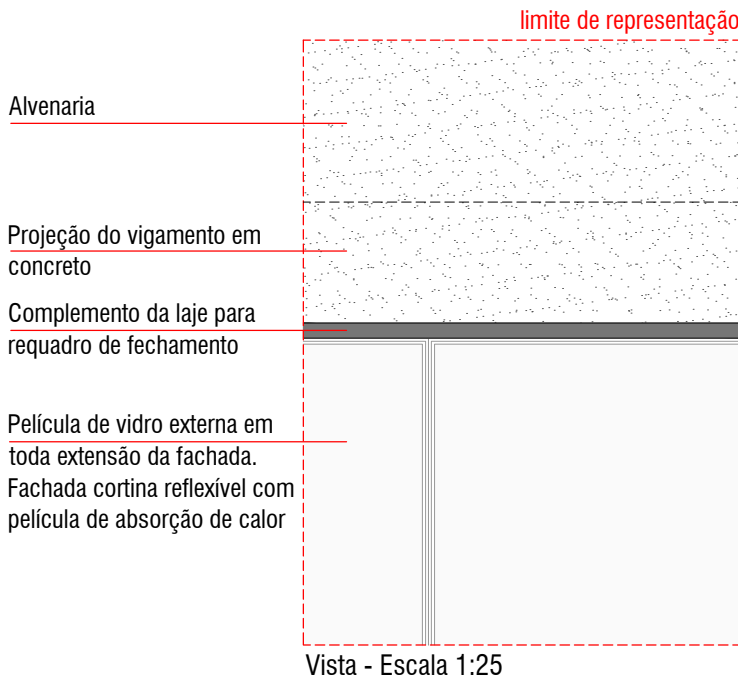 limite de representação
Alvenaria
Projeção do vigamento em
concreto
Complemento da laje para
requadro de fechamento
Película de vidro externa em
toda extensão da fachada.
Fachada cortina reflexível com
película de absorção de calor
Vista - Escala 1:25